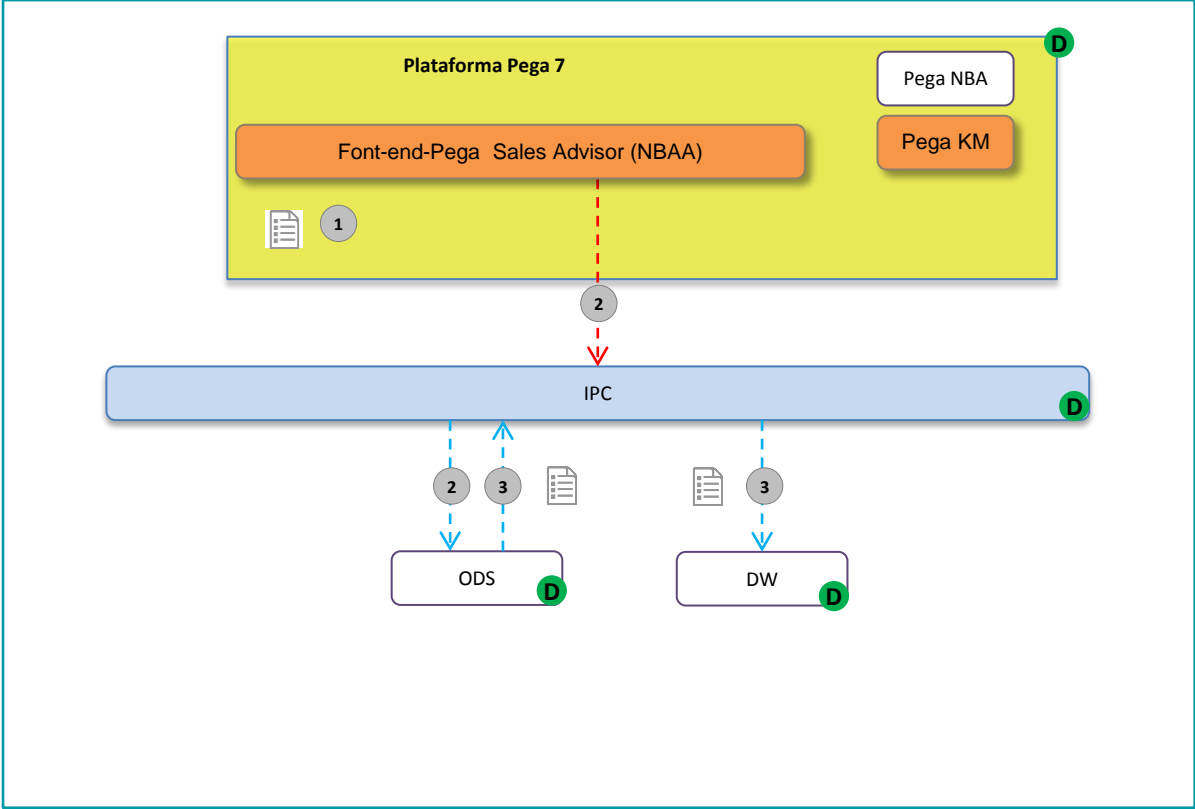 D
Plataforma Pega 7
Pega NBA
Font-end-Pega Sales Advisor (NBAA)
Pega KM
1
2
IPC
D
2
3
3
ODS
D
DW
D